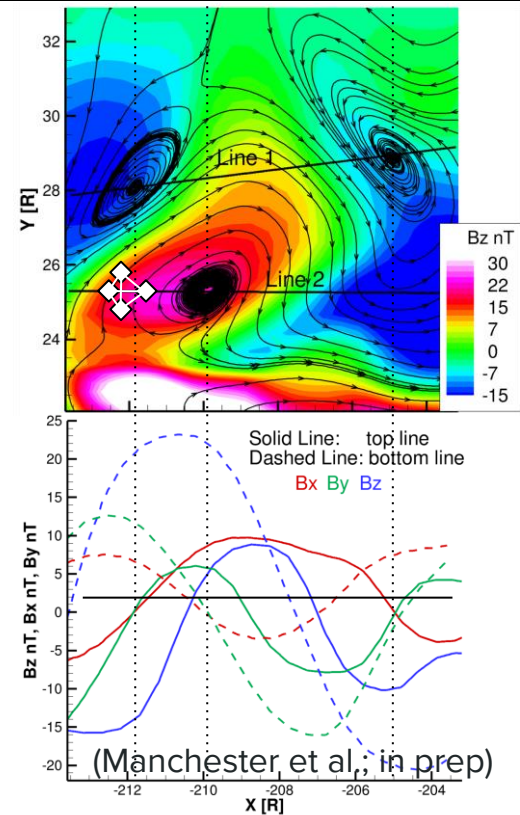 32
30
28
26
24
Y [R]
Line 1
Line 2
Bz nT
30
22
15
7
0
-7
-15
25
20
15
10
5
0
-5
-10
-15
-20
Bz nT, Bx nT, By nT
Solid Line: top line
Dashed Line: bottom line
Bx By Bz
(Manchester et al.; in prep)
-212 -210 -208 -206 -204
X [R]